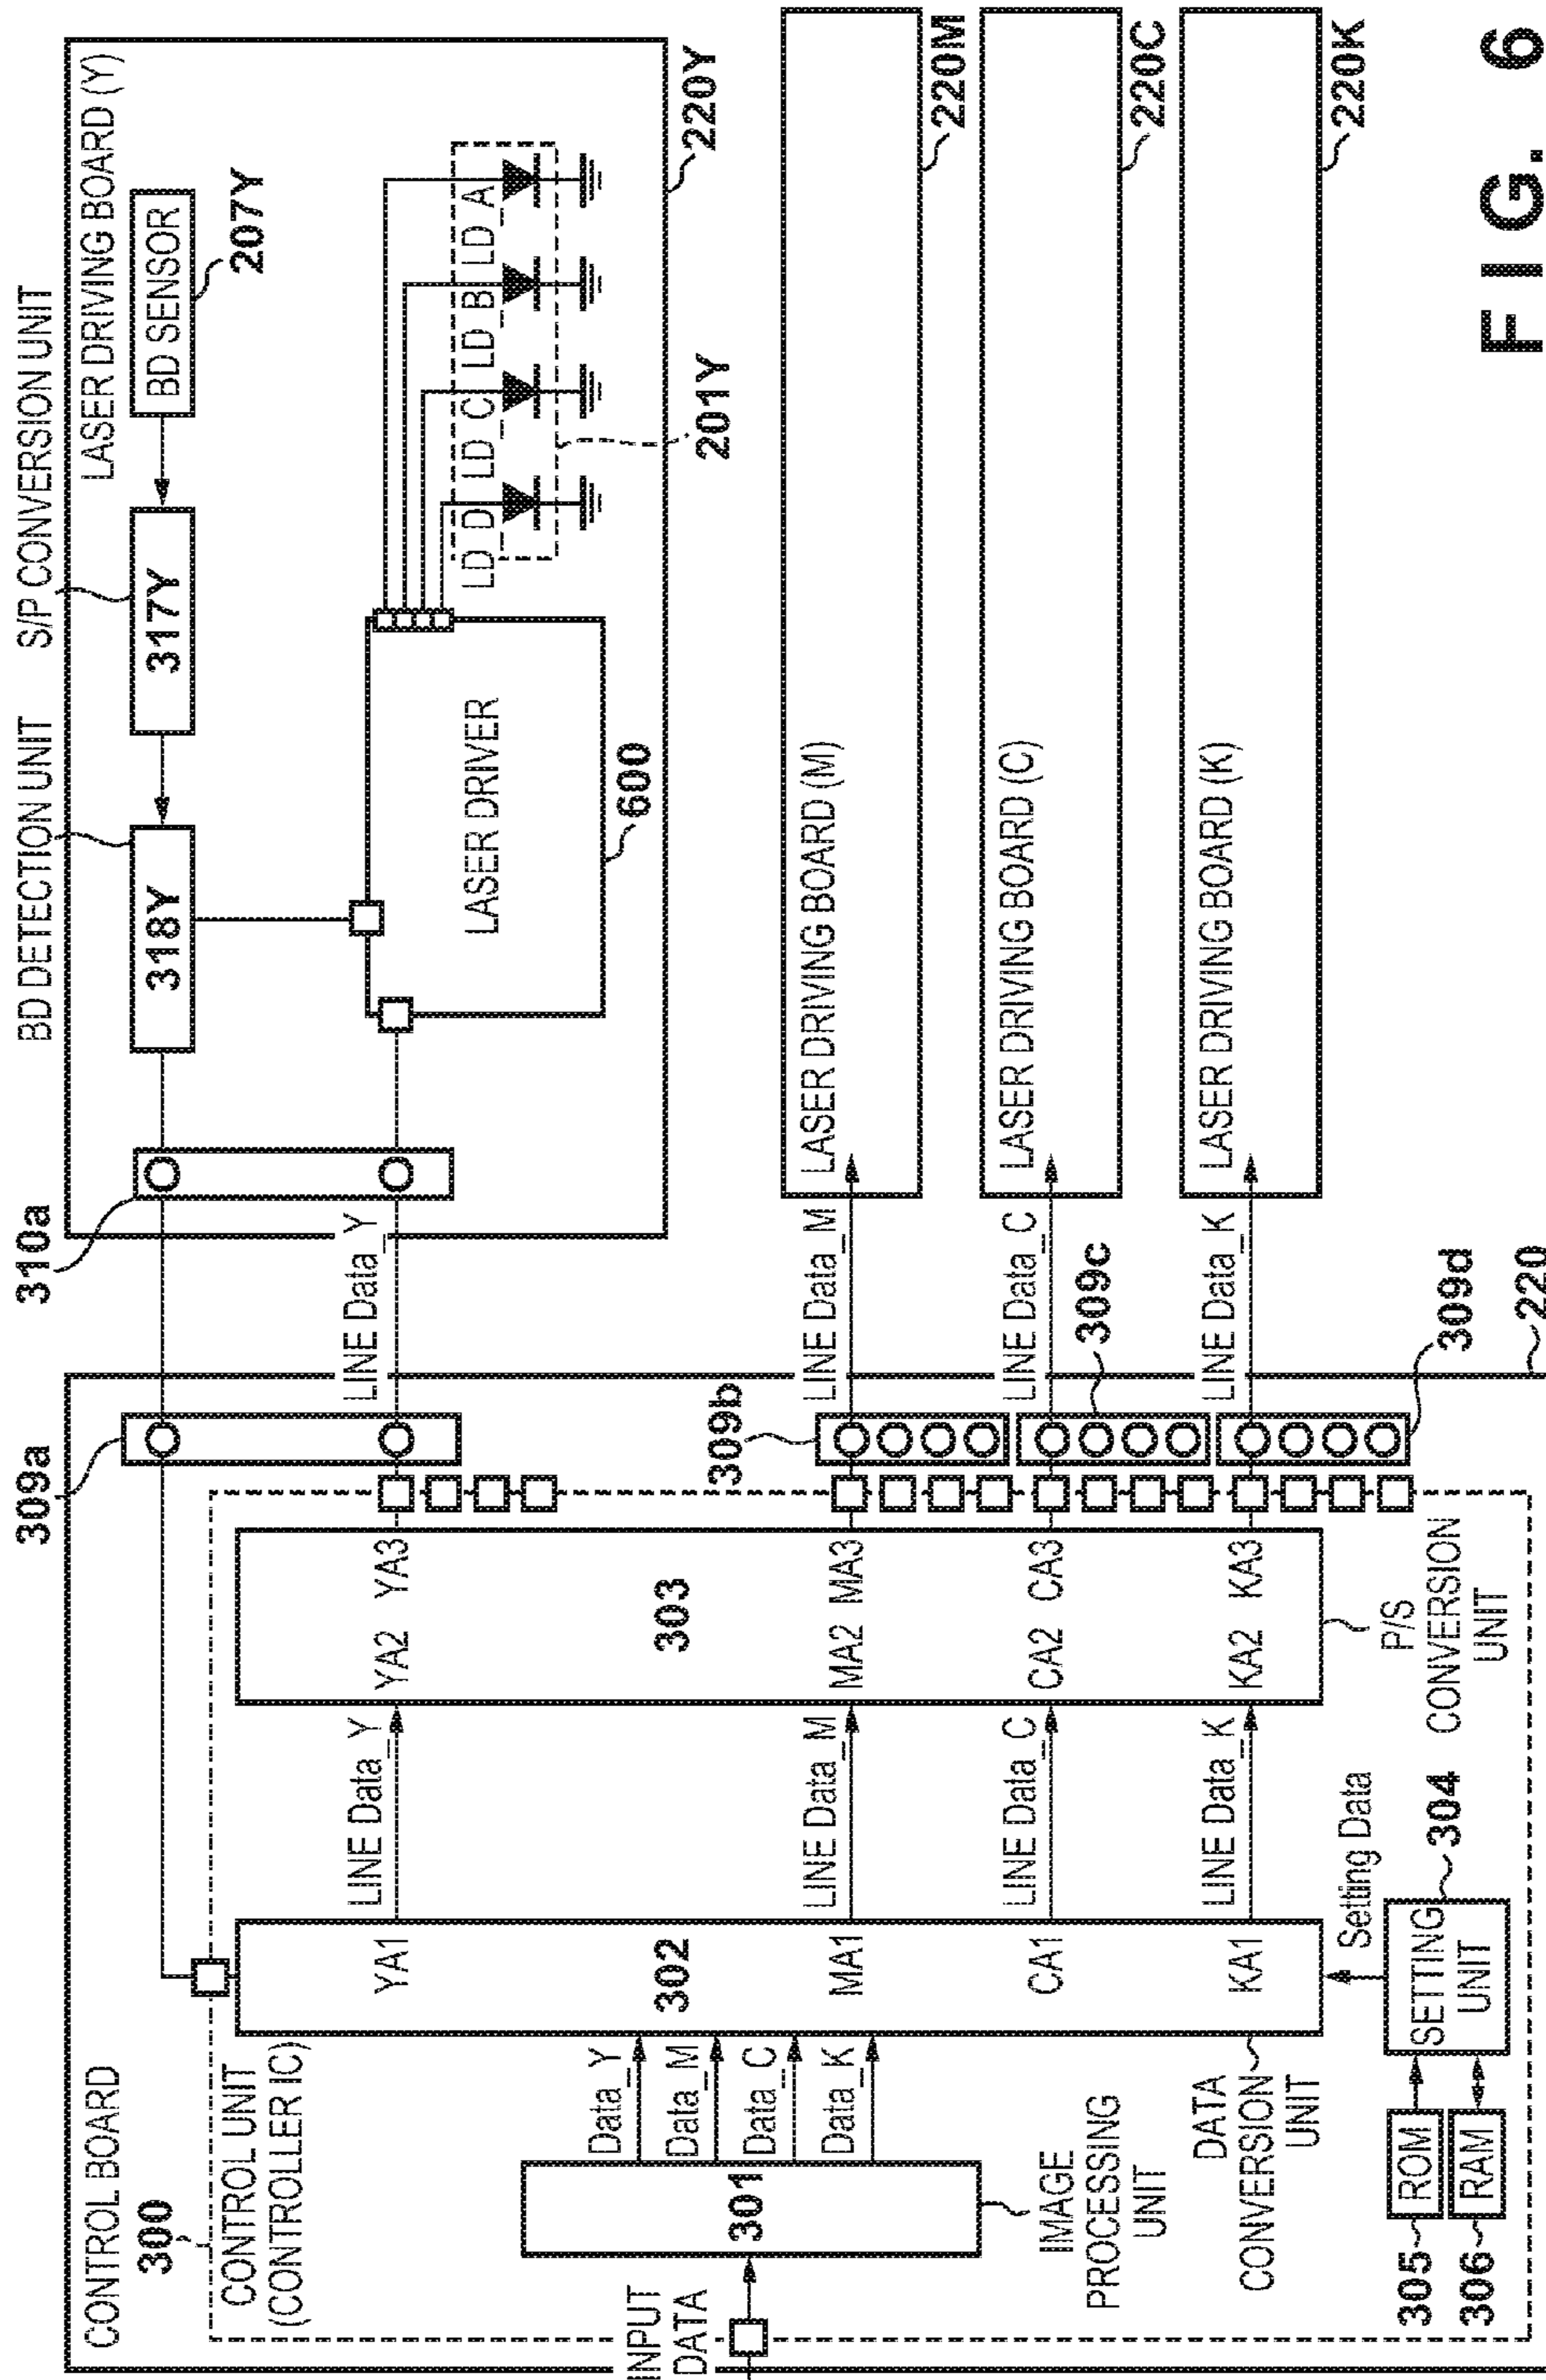 CONTROL BOARD
300
CONTROL UNIT
(CONTROLLER IC)
INPUT
DATA
301
IMAGE
PROCESSING
UNIT
Data_Y
Data_M
Data_C
Data_K
302
YA1
MA1
CA1
KA1
DATA
CONVERSION
UNIT
305
ROM
306
RAM
SETTING
UNIT
304
Setting Data
LINE Data_Y
LINE Data_M
LINE Data_C
LINE Data_K
303
YA2 YA3
MA2 MA3
CA2 CA3
KA2 KA3
P/S
CONVERSION
UNIT
309a
309b
309c
309d
220
LINE Data_Y
LINE Data_M
LINE Data_C
LINE Data_K
310a
BD DETECTION UNIT
S/P CONVERSION UNIT
LASER DRIVING BOARD (Y)
318Y
317Y
BD SENSOR
207Y
LASER DRIVER
600
LD_D
LD_C
LD_B
LD_A
201Y
220Y
LASER DRIVING BOARD (M)
220M
LASER DRIVING BOARD (C)
220C
LASER DRIVING BOARD (K)
220K
FIG. 6